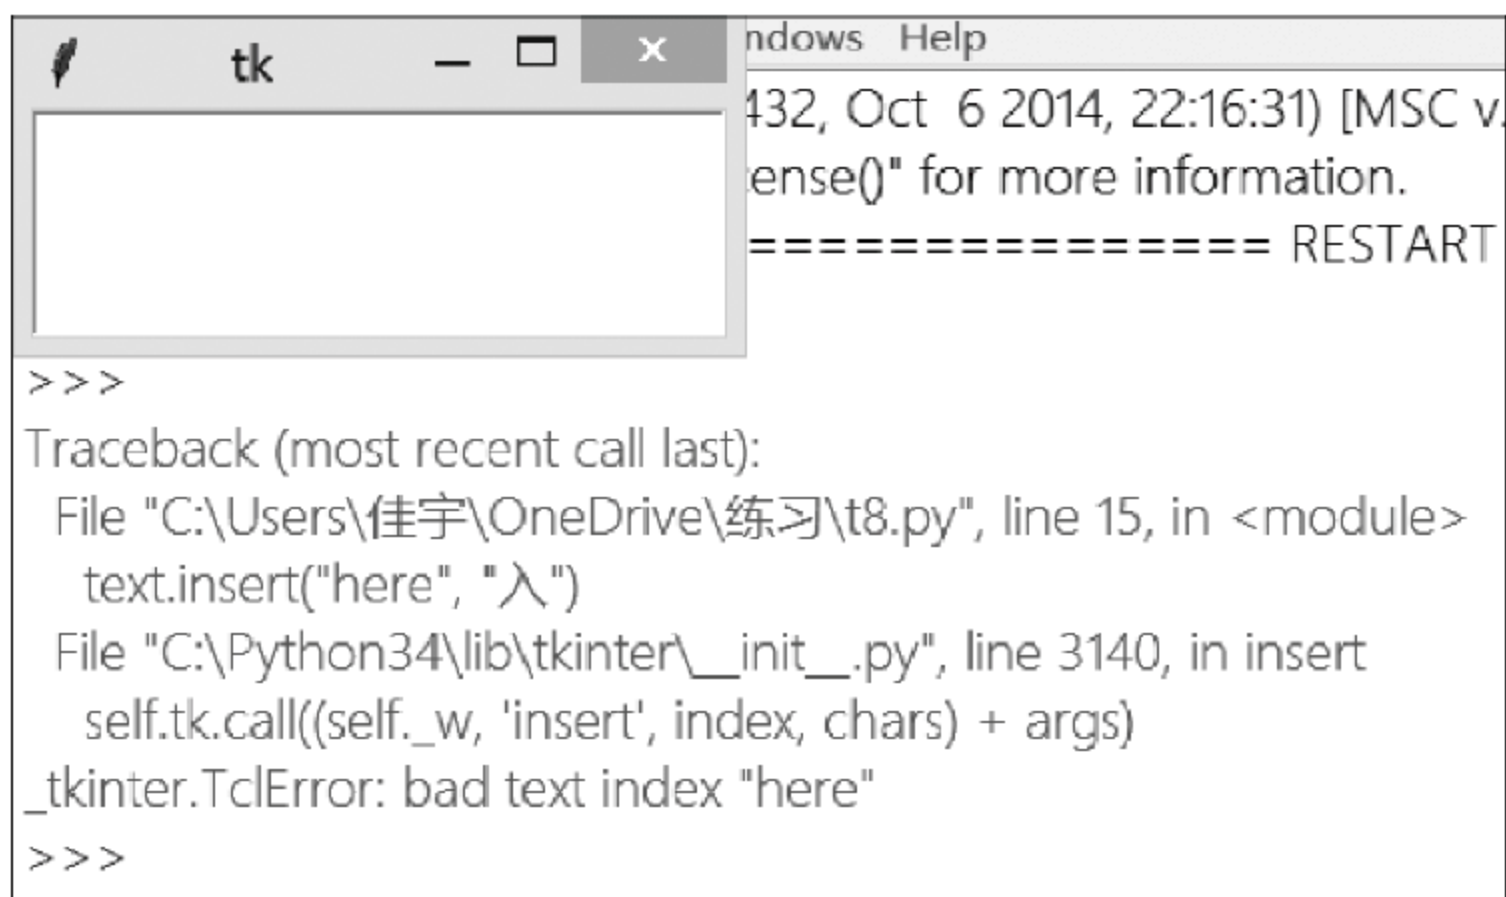 tk
Help
432, Oct  6 2014, 22:16:31) [MSC v.
for more information.
=============== RESTART
>>>
Traceback (most recent call last):
  File "C:\Users\佳宇\OneDrive\练习\t8.py", line 15, in <module>
    text.insert("here", "入")
  File "C:\Python34\lib\tkinter\__init__.py", line 3140, in insert
    self.tk.call((self._w, 'insert', index, chars) + args)
_tkinter.TclError: bad text index "here"
>>>